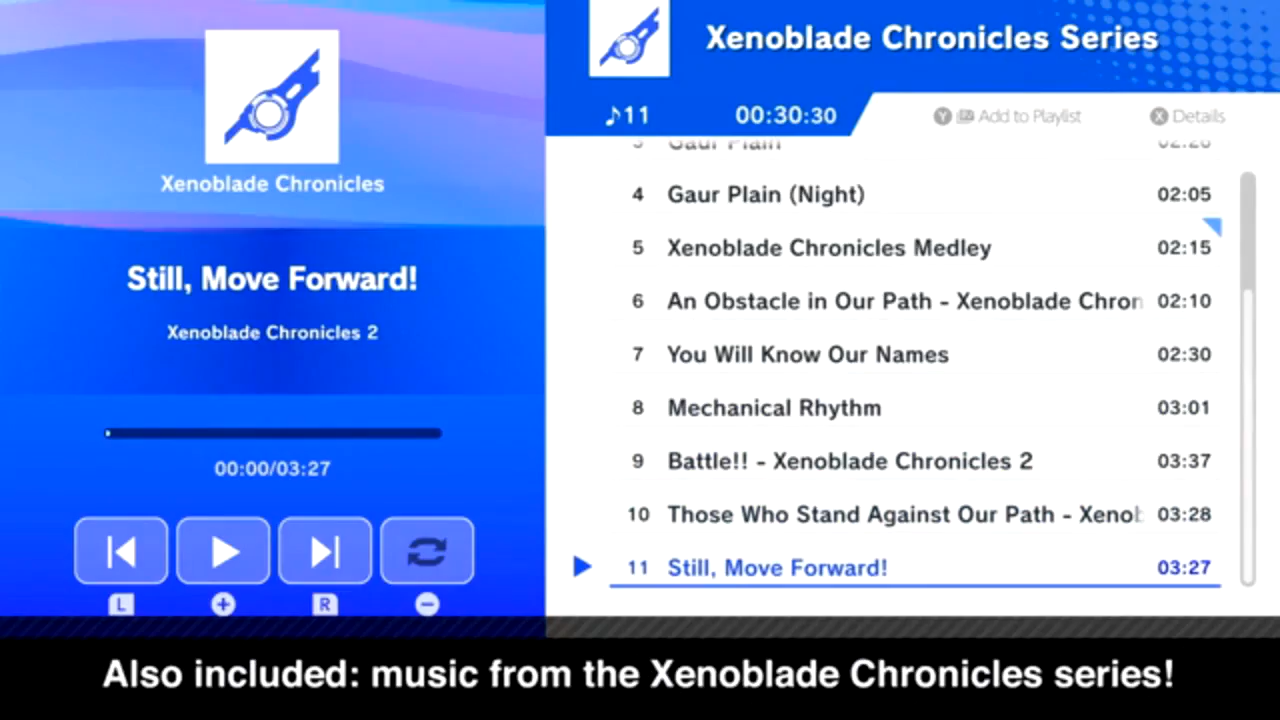 Xenoblade Chronicles
Still, Move Forward!
Xenoblade Chronicles 2
00:00/03:27
L
R
Xenoblade Chronicles Series
♪11 00:30:30
Y Add to Playlist X Details
Gaur Plain
4 Gaur Plain (Night) 02:05
5 Xenoblade Chronicles Medley 02:15
6 An Obstacle in Our Path - Xenoblade Chron 02:10
7 You Will Know Our Names 02:30
8 Mechanical Rhythm 03:01
9 Battle!! - Xenoblade Chronicles 2 03:37
10 Those Who Stand Against Our Path - Xenob 03:28
11 Still, Move Forward! 03:27
Also included: music from the Xenoblade Chronicles series!